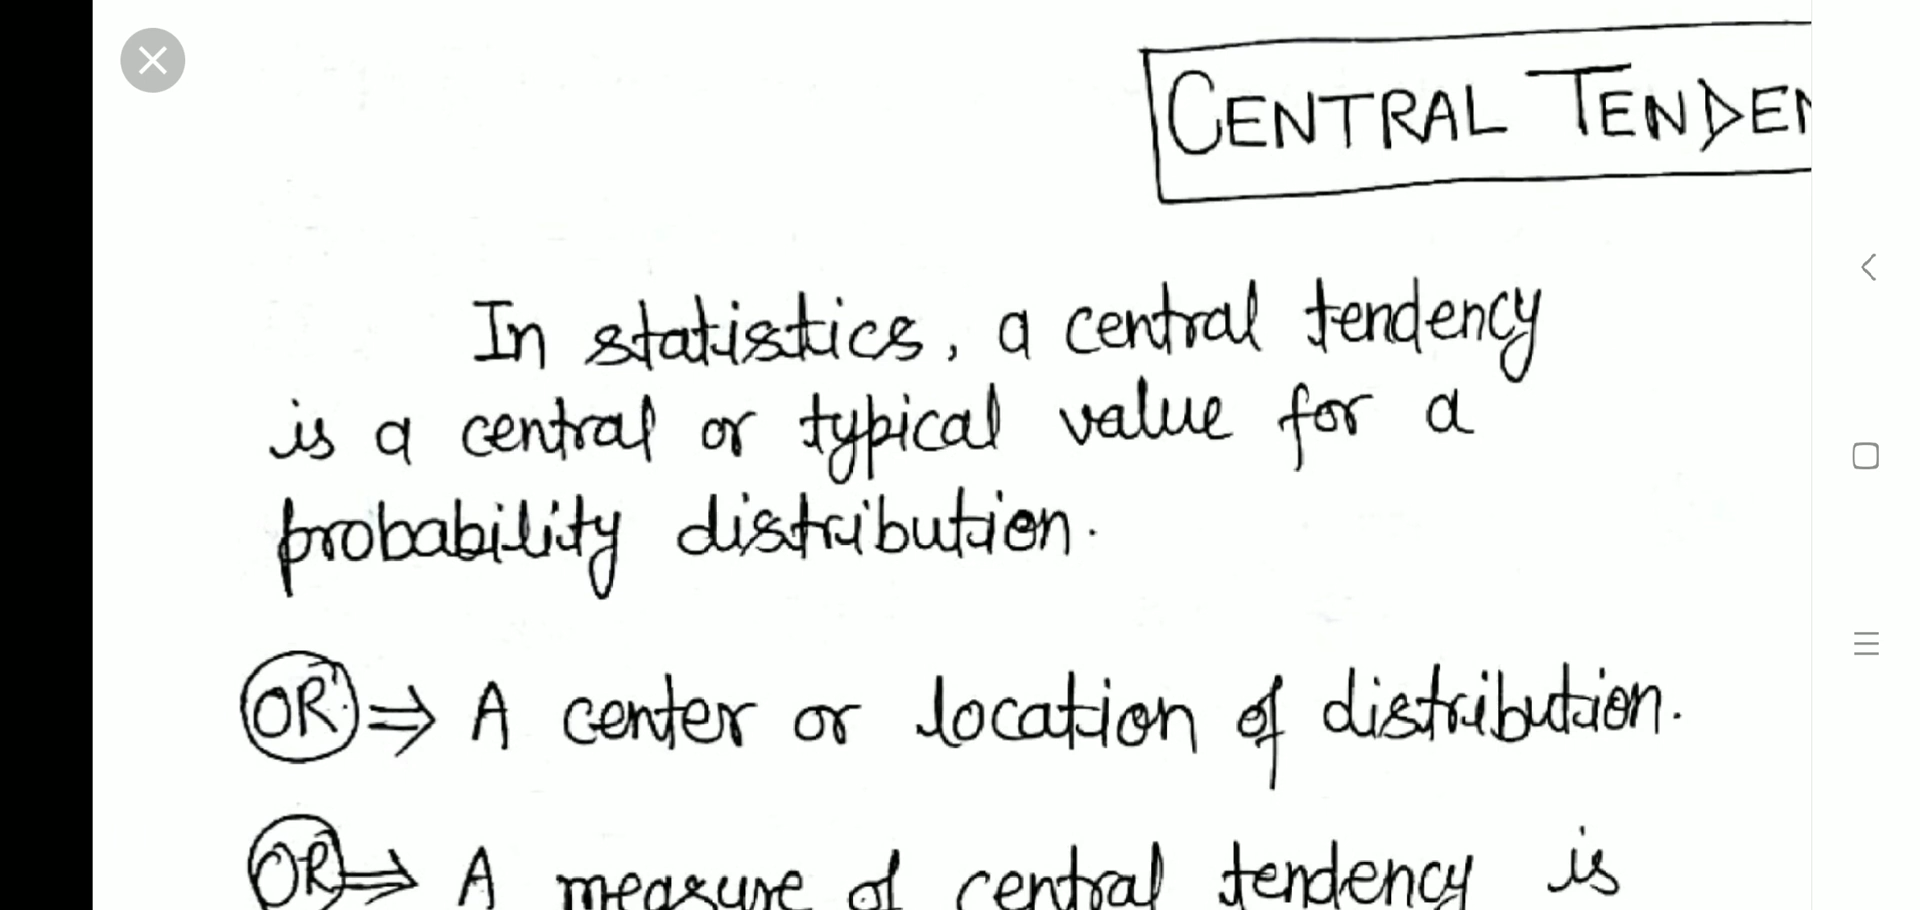 CENTRAL TENDEN
In statistics, a central tendency
is a central or typical value for a
probability distribution.
OR ⇒ A center or location of distribution.
OR ⇒ A measure of central tendency is